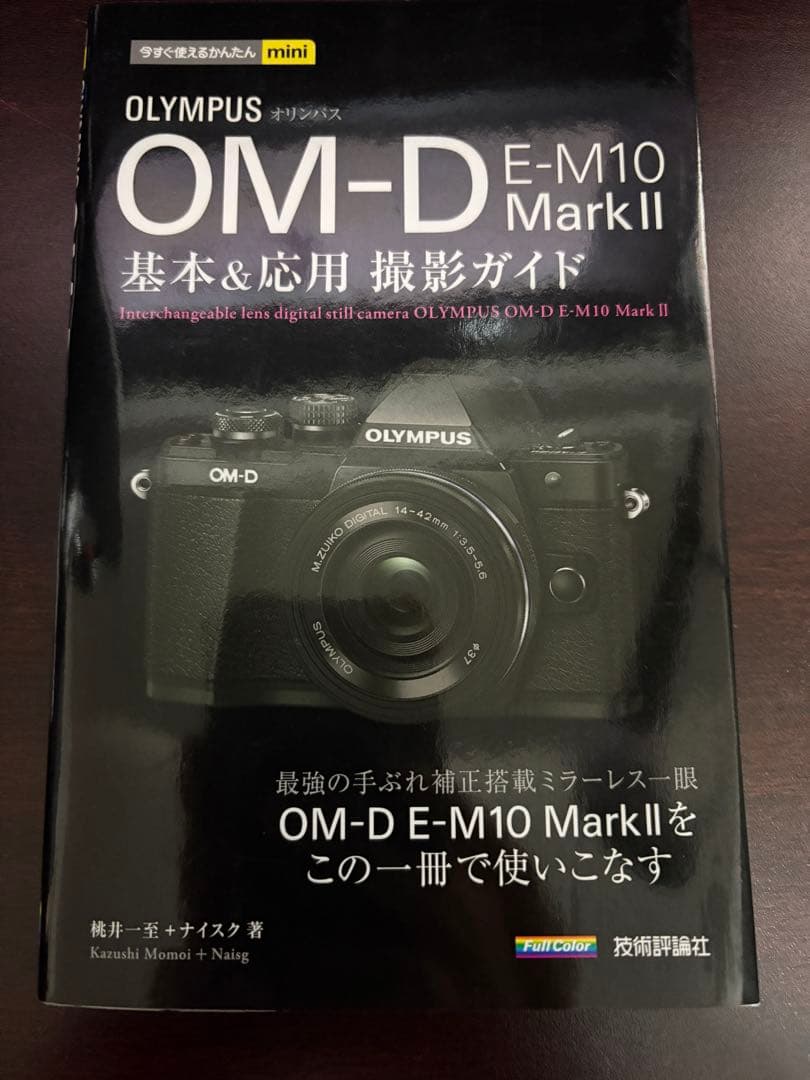 今すぐ使えるかんたん mini
OLYMPUS オリンパス
OM-D E-M10 Mark II
基本&応用 撮影ガイド
Interchangeable lens digital still camera OLYMPUS OM-D E-M10 Mark II
OLYMPUS
OM-D
M.ZUIKO DIGITAL 14-42mm 1:3.5-5.6
OLYMPUS
ø37
最強の手ぶれ補正搭載ミラーレス一眼
OM-D E-M10 Mark IIを
この一冊で使いこなす
桃井一至+ナイスク 著
Kazushi Momoi + Naisg
Full Color 技術評論社